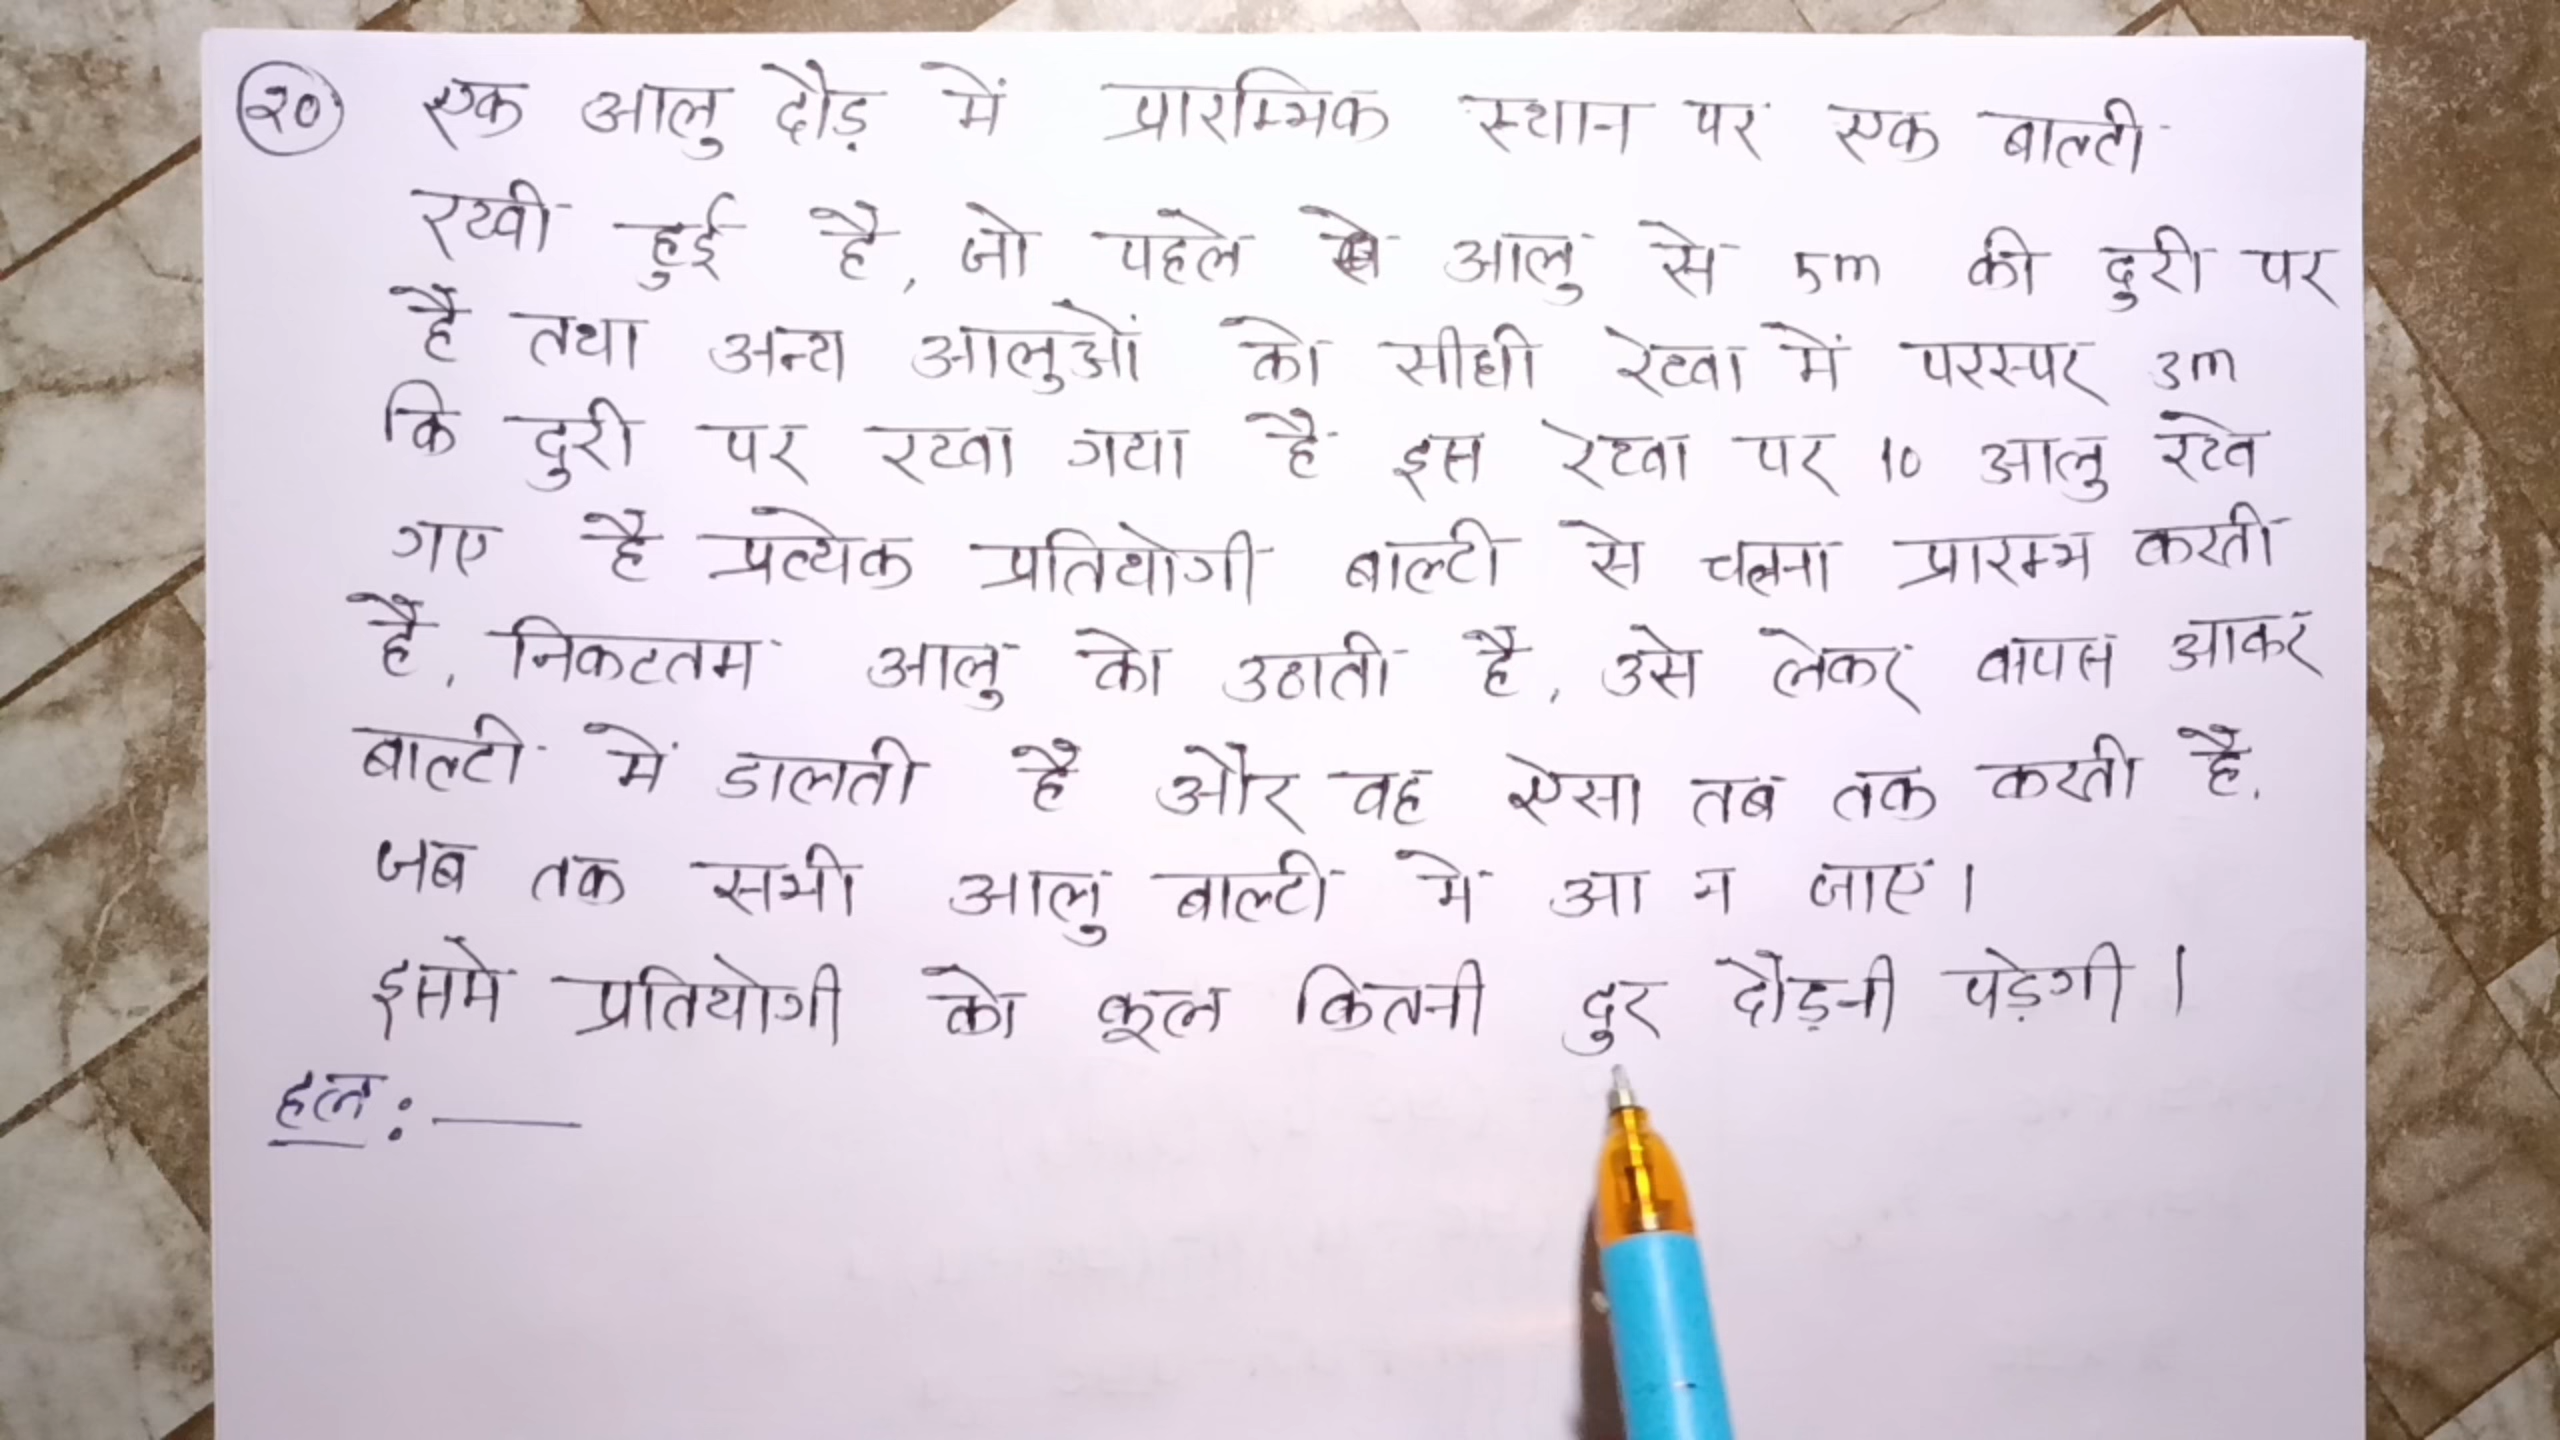 २० एक आलु दौड़ में प्रारम्भिक स्थान पर एक बाल्टी
रखी हुई है, जो पहले आलु से 5m की दुरी पर
है तथा अन्य आलुओं को सीधी रेखा में परस्पर 3m
कि दुरी पर रखा गया है इस रेखा पर 10 आलु रखे
गए है प्रत्येक प्रतियोगी बाल्टी से चलना प्रारम्भ करती
है, निकटतम आलु को उठाती है, उसे लेकर वापस आकर
बाल्टी में डालती है और वह ऐसा तब तक करती है,
जब तक सभी आलु बाल्टी मे आ न जाए।
इसमे प्रतियोगी को कूल कितनी दुर दौड़नी पड़ेगी।
हल:—